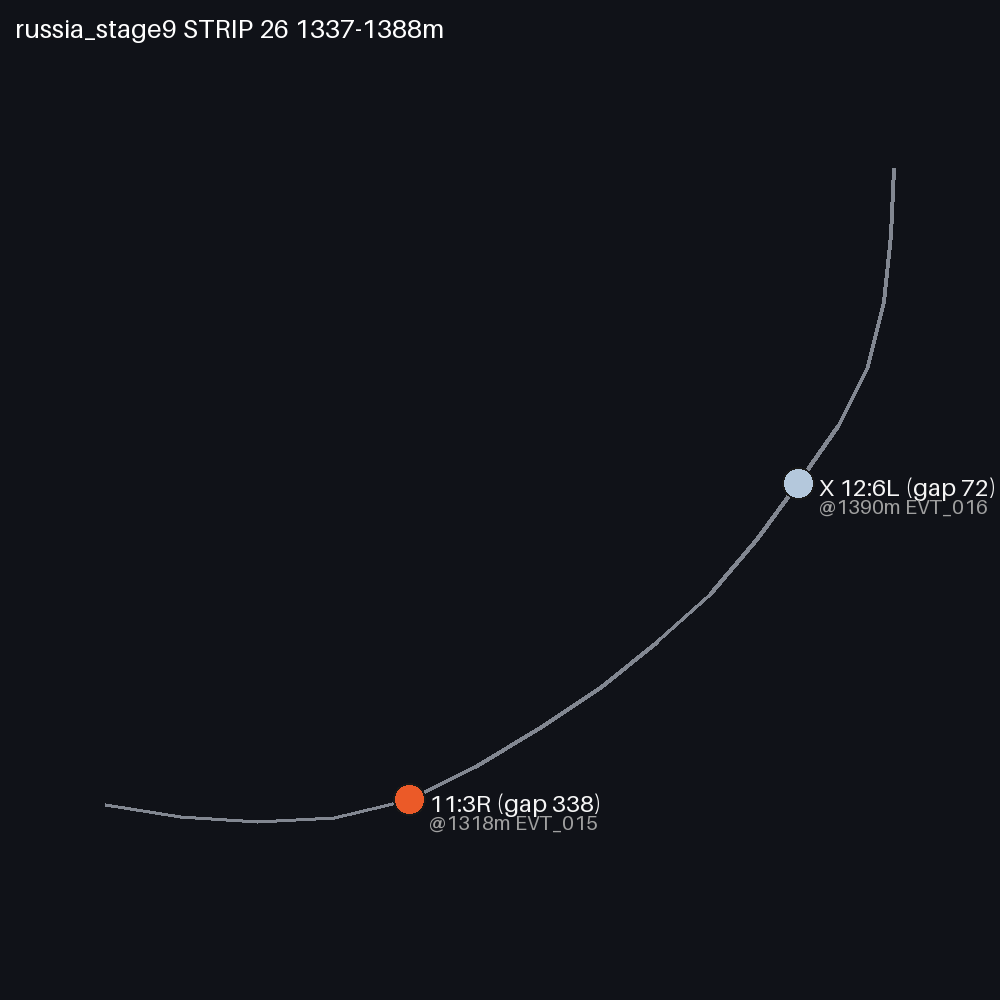 russia_stage9 STRIP 26 1337-1388m
X 12:6L (gap 72)
@1390m EVT_016
11:3R (gap 338)
@1318m EVT_015